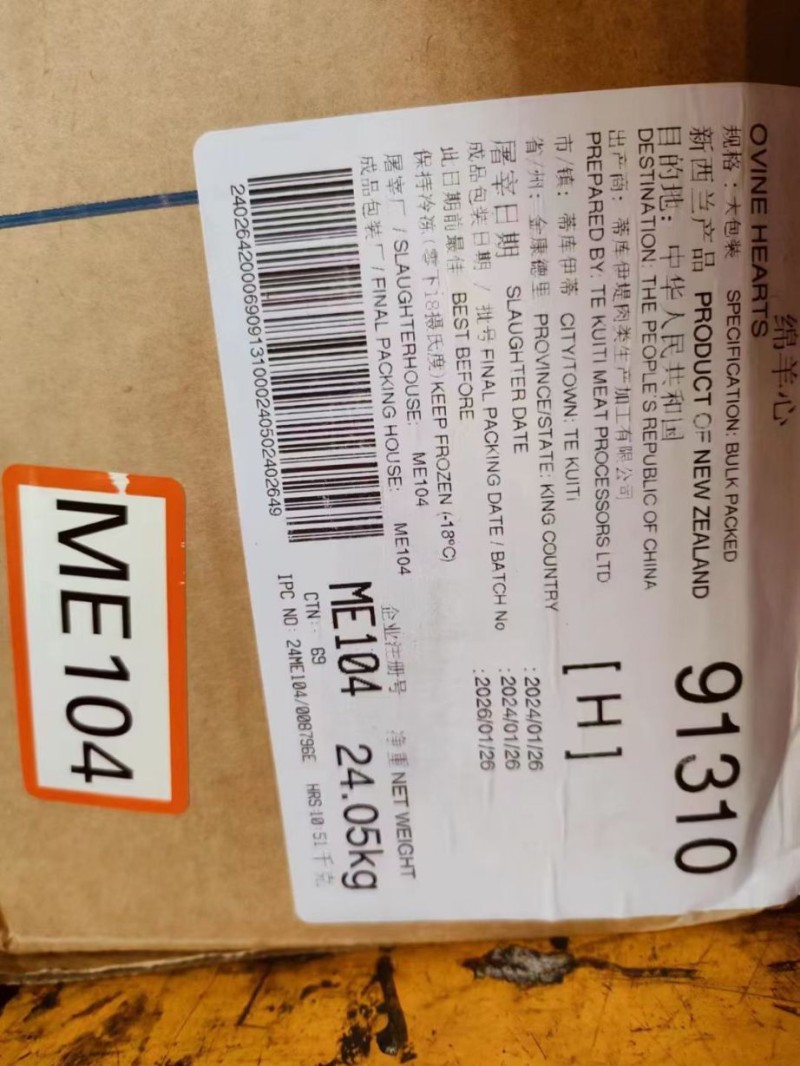 绵羊心
OVINE HEARTS
规格：大包装 SPECIFICATION: BULK PACKED
新西兰产品 PRODUCT OF NEW ZEALAND
91310
目的地：中华人民共和国
DESTINATION: THE PEOPLE'S REPUBLIC OF CHINA
出产商：蒂库伊堤肉类生产加工有限公司
PREPARED BY: TE KUITI MEAT PROCESSORS LTD
[H]
市/镇：蒂库伊蒂 CITY/TOWN: TE KUITI
省/州：金康德里 PROVINCE/STATE: KING COUNTRY
屠宰日期 SLAUGHTER DATE : 2024/01/26
成品包装日期 / 批号 FINAL PACKING DATE / BATCH No : 2024/01/26
此日期前最佳 BEST BEFORE : 2026/01/26
保持冷冻(零下18摄氏度)KEEP FROZEN (-18ºC)
屠宰厂 / SLAUGHTERHOUSE: ME104
成品包装厂 / FINAL PACKING HOUSE: ME104
企业注册号 净重 NET WEIGHT
ME104 24.05kg
千克
CTN: 69
IPC NO: 24ME104/008796E HRS:10 51
24026420006909131000240502402649
ME104